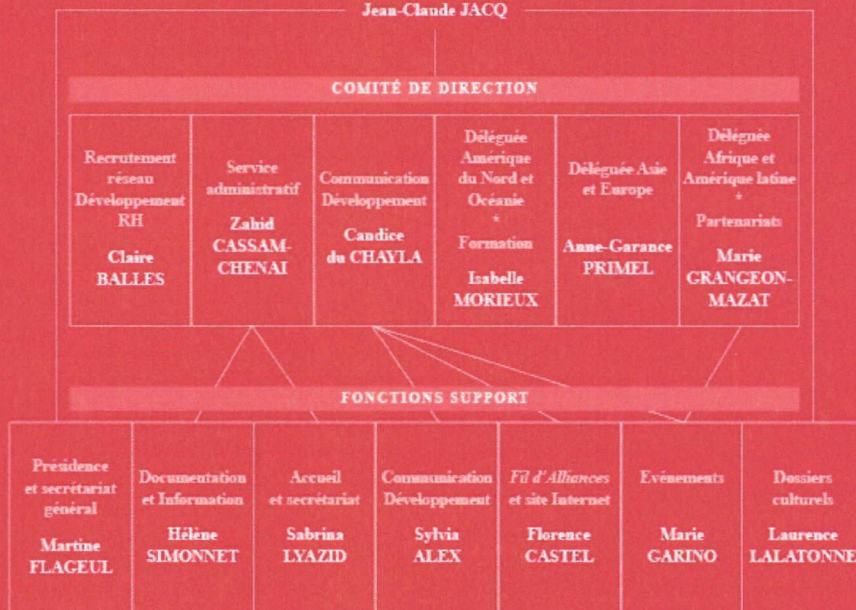 Jean-Claude JACQ
COMITÉ DE DIRECTION
Recrutement
réseau
Développement
RH
Claire
BALLES
Service
administratif
Zahid
CASSAM-
CHENAI
Communication
Développement
Candice
du CHAYLA
Déléguée
Amérique
du Nord et
Océanie
*
Formation
Isabelle
MORIEUX
Déléguée Asie
et Europe
Anne-Garance
PRIMEL
Déléguée
Afrique et
Amérique latine
*
Partenariats
Marie
GRANGEON-
MAZAT
FONCTIONS SUPPORT
Présidence
et secrétariat
général
Martine
FLAGEUL
Documentation
et Information
Hélène
SIMONNET
Accueil
et secrétariat
Sabrina
LYAZID
Communication
Développement
Sylvia
ALEX
Fil d'Alliances
et site Internet
Florence
CASTEL
Evénements
Marie
GARINO
Dossiers
culturels
Laurence
LALATONNE